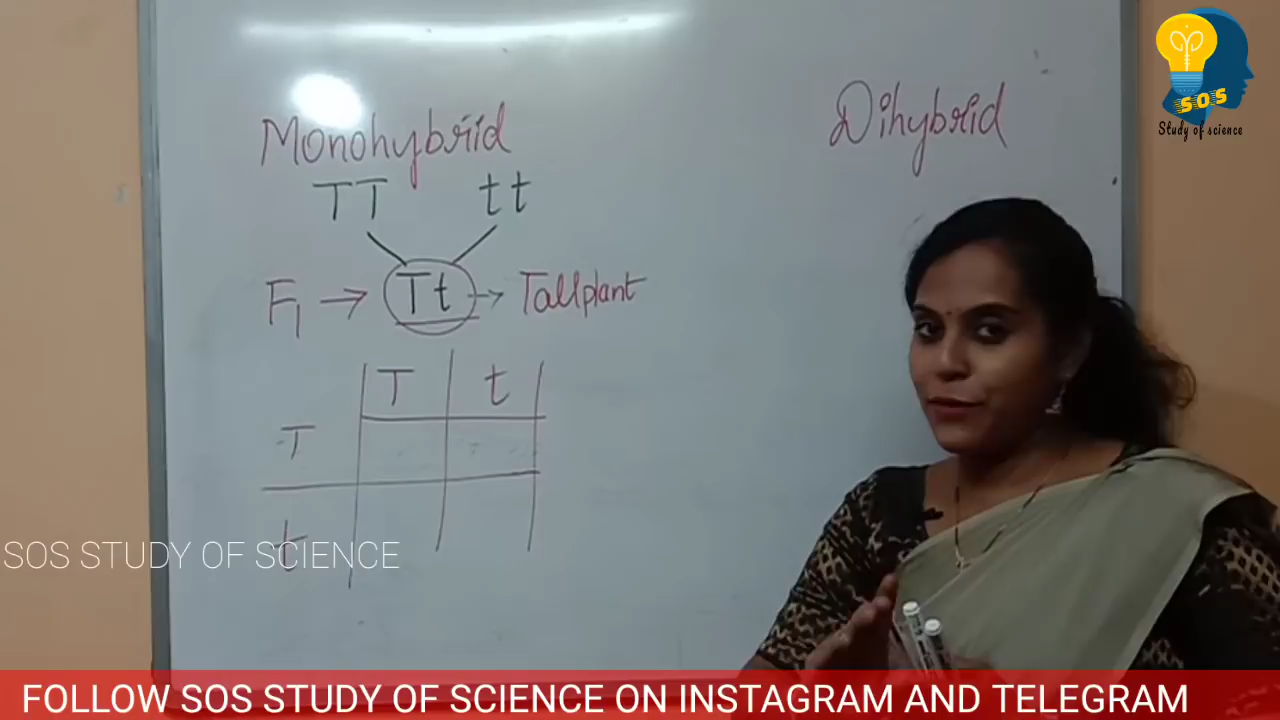 Monohybrid
TT tt
F1 → Tt → Tallplant
T t
T
t
Dihybrid
SOS
Study of science
SOS STUDY OF SCIENCE
FOLLOW SOS STUDY OF SCIENCE ON INSTAGRAM AND TELEGRAM